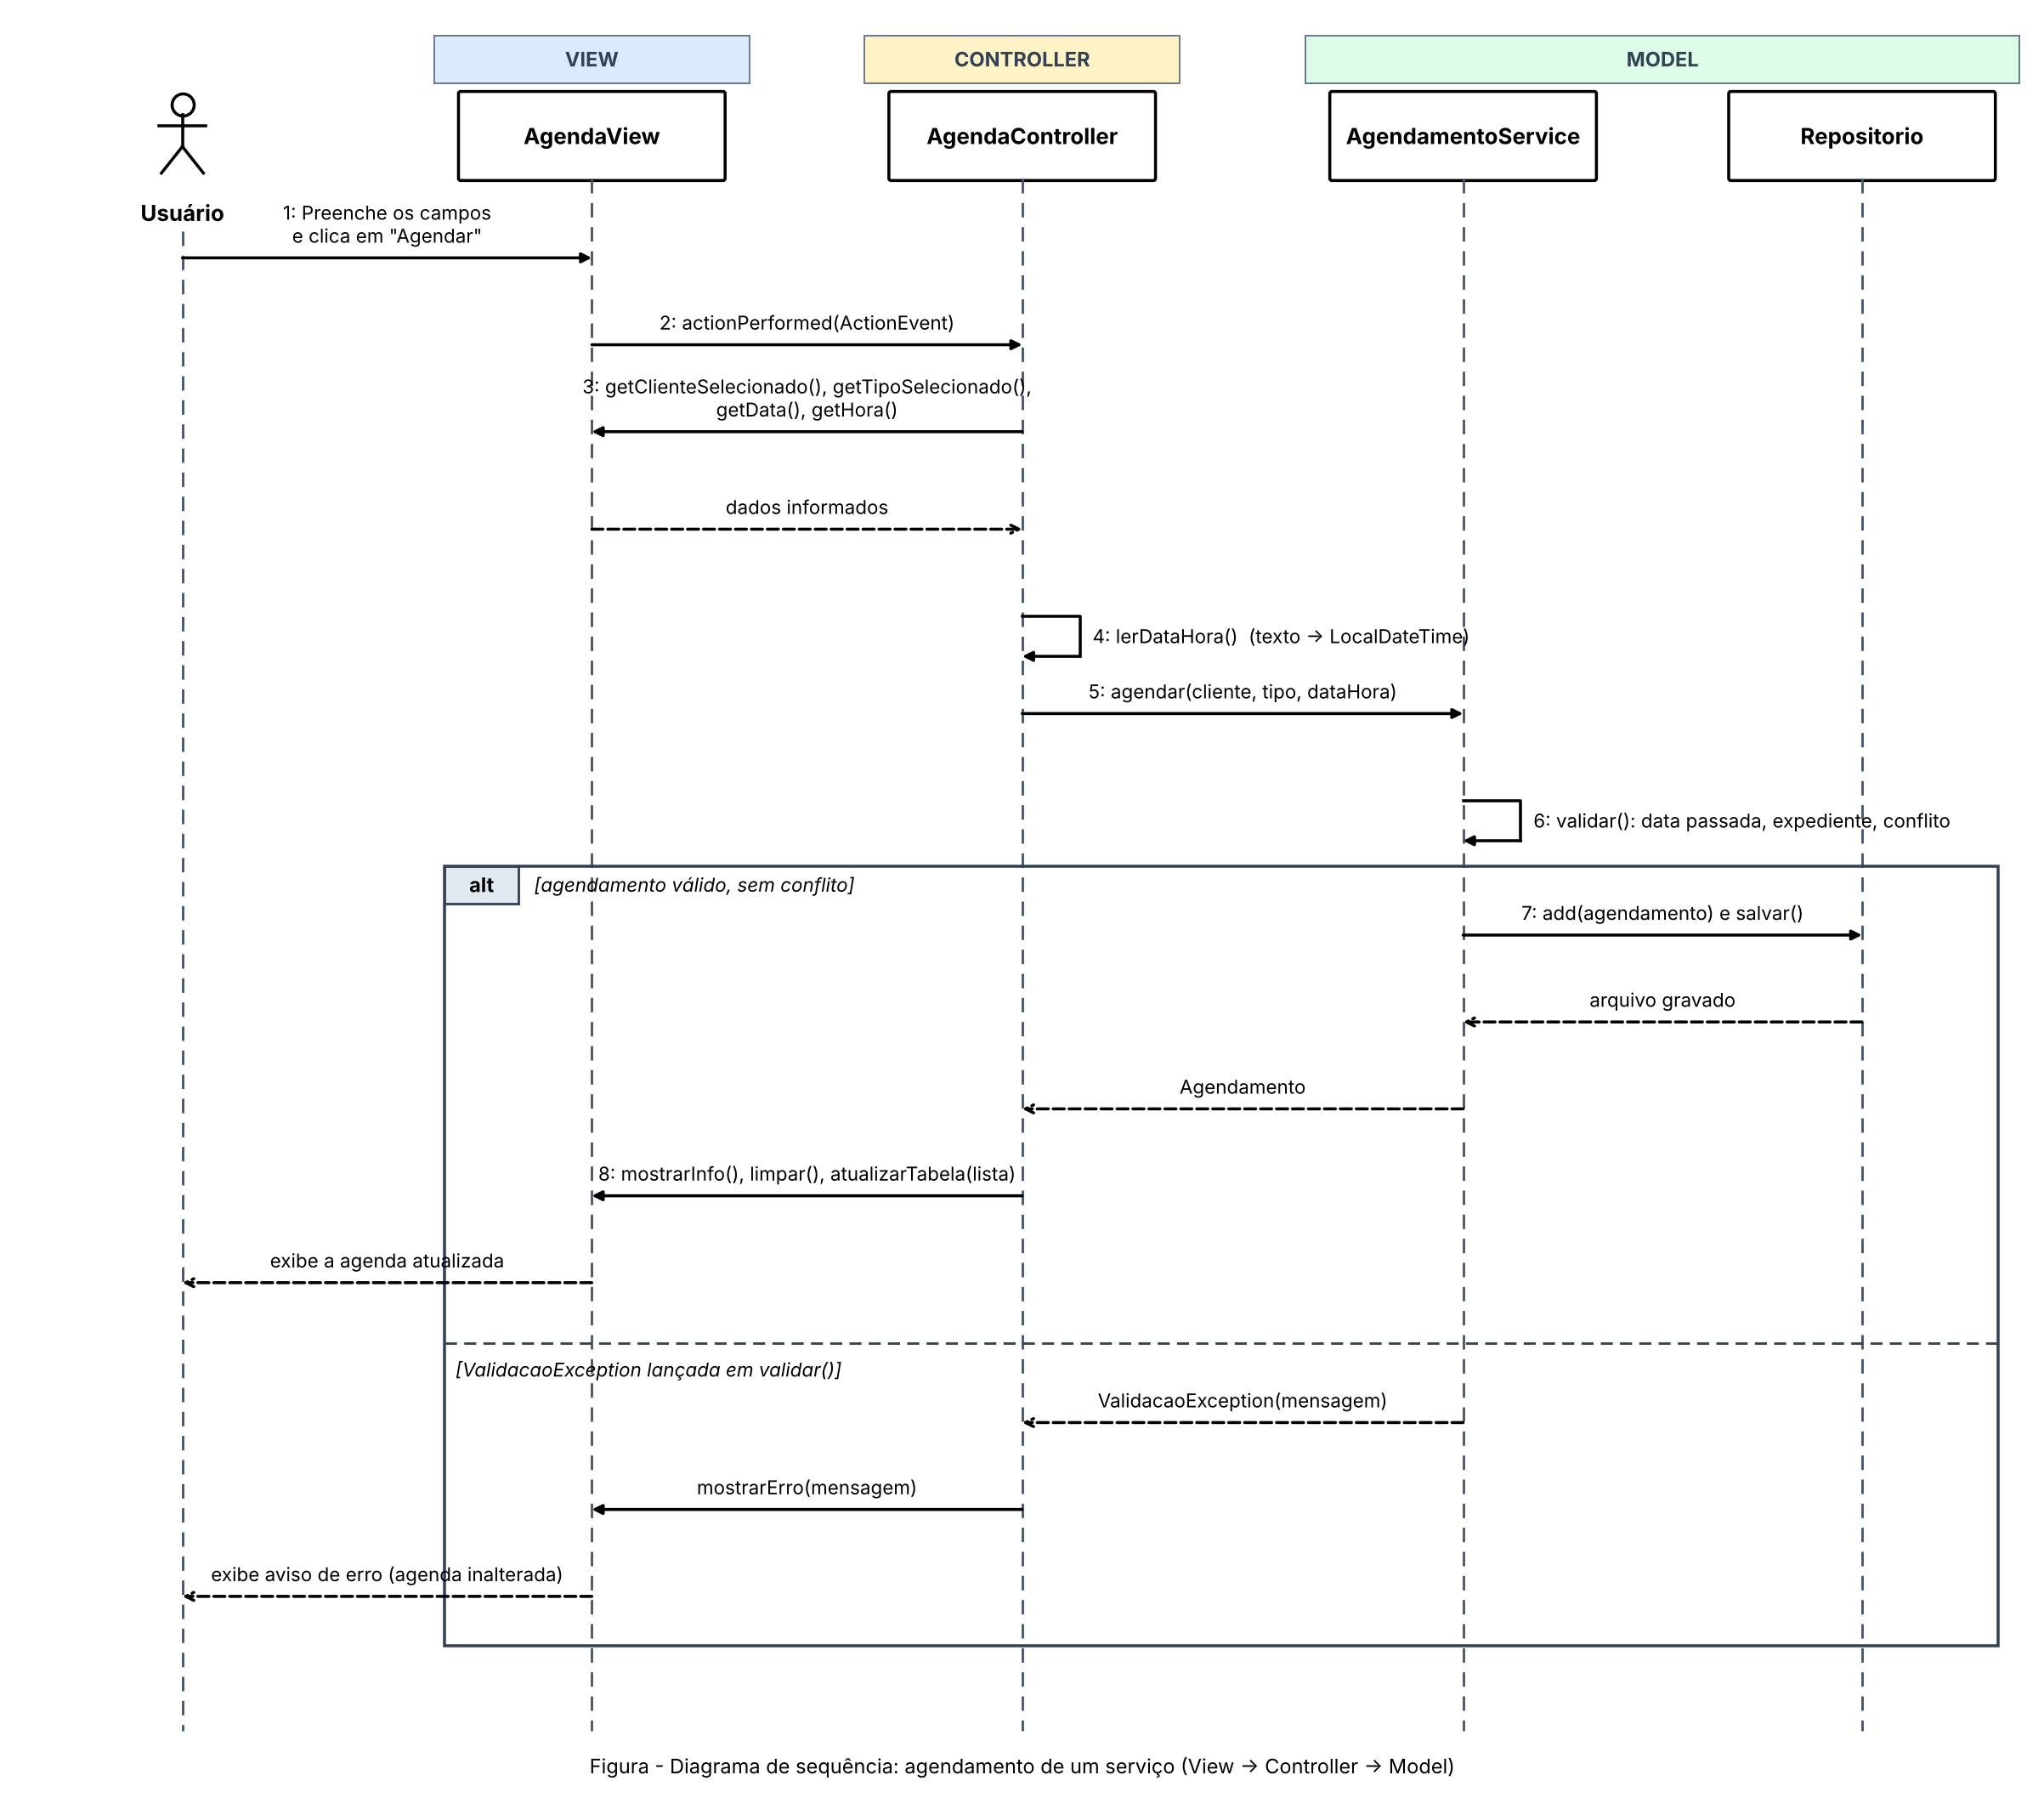 VIEW
CONTROLLER
MODEL
AgendaView
AgendaController
AgendamentoService
Repositorio
Usuário
1: Preenche os campos
e clica em "Agendar"
2: actionPerformed(ActionEvent)
3: getClienteSelecionado(), getTipoSelecionado(),
getData(), getHora()
dados informados
4: lerDataHora()  (texto → LocalDateTime)
5: agendar(cliente, tipo, dataHora)
6: validar(): data passada, expediente, conflito
alt
[agendamento válido, sem conflito]
7: add(agendamento) e salvar()
arquivo gravado
Agendamento
8: mostrarInfo(), limpar(), atualizarTabela(lista)
exibe a agenda atualizada
[ValidacaoException lançada em validar()]
ValidacaoException(mensagem)
mostrarErro(mensagem)
exibe aviso de erro (agenda inalterada)
Figura - Diagrama de sequência: agendamento de um serviço (View → Controller → Model)